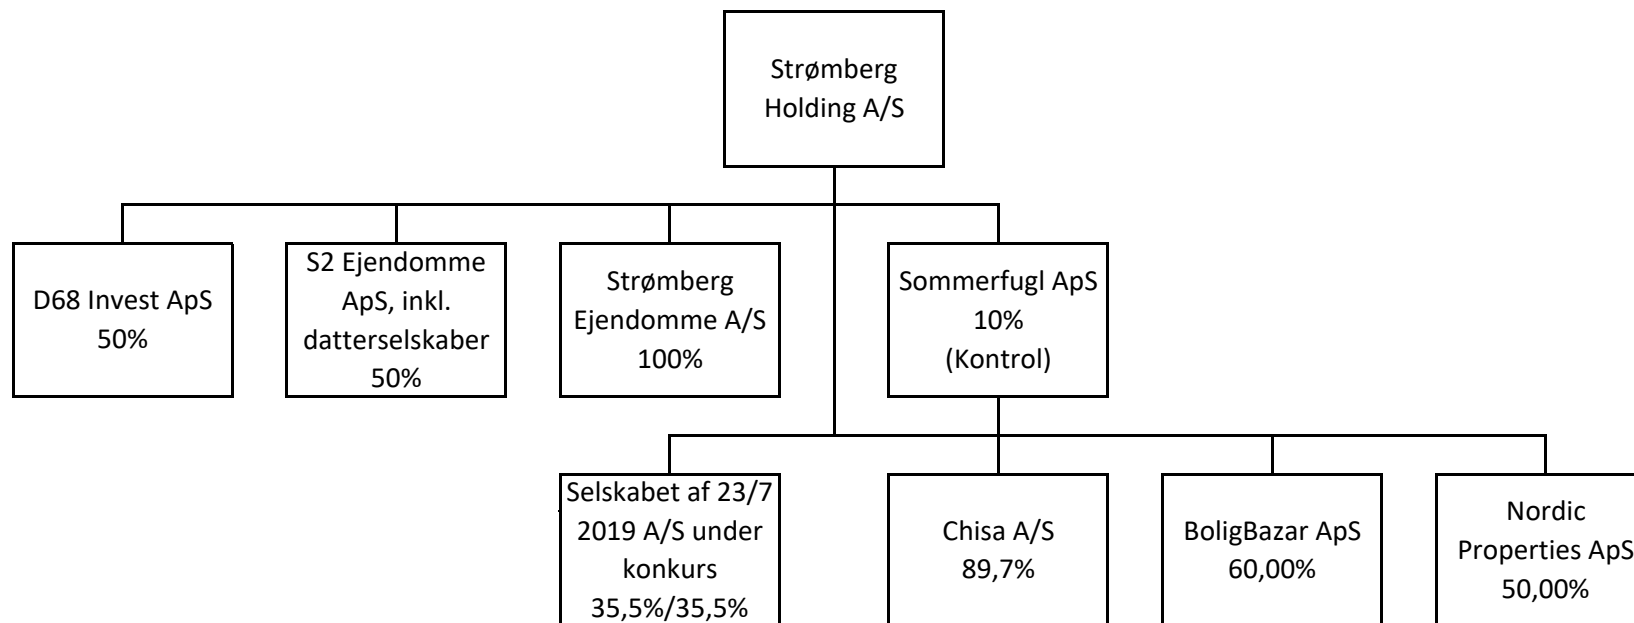 Strømberg
Holding A/S
D68 Invest ApS
50%
S2 Ejendomme
ApS, inkl.
datterselskaber
50%
Strømberg
Ejendomme A/S
100%
Sommerfugl ApS
10%
(Kontrol)
Selskabet af 23/7
2019 A/S under
konkurs
35,5%/35,5%
Chisa A/S
89,7%
BoligBazar ApS
60,00%
Nordic
Properties ApS
50,00%